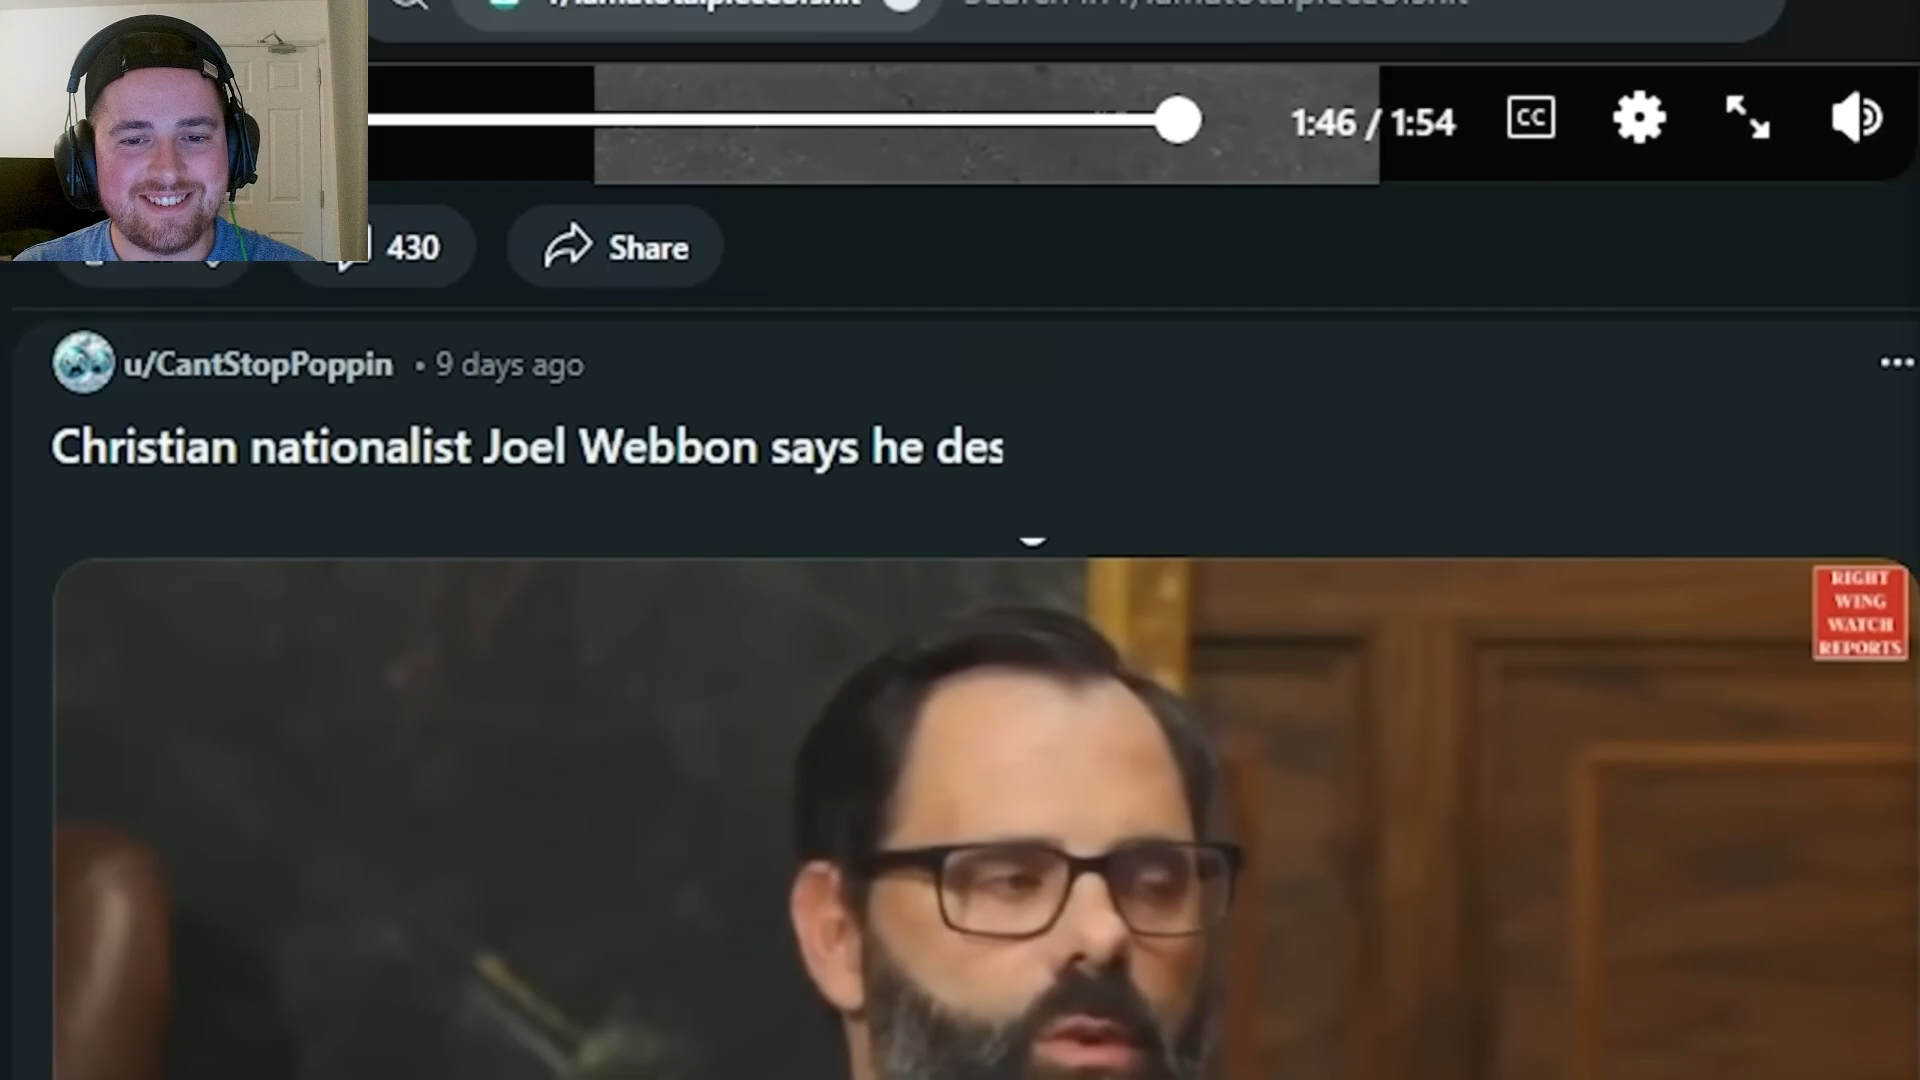 1:46 / 1:54
CC
430
Share
u/CantStopPoppin • 9 days ago
Christian nationalist Joel Webbon says he des
RIGHT
WING
WATCH
REPORTS